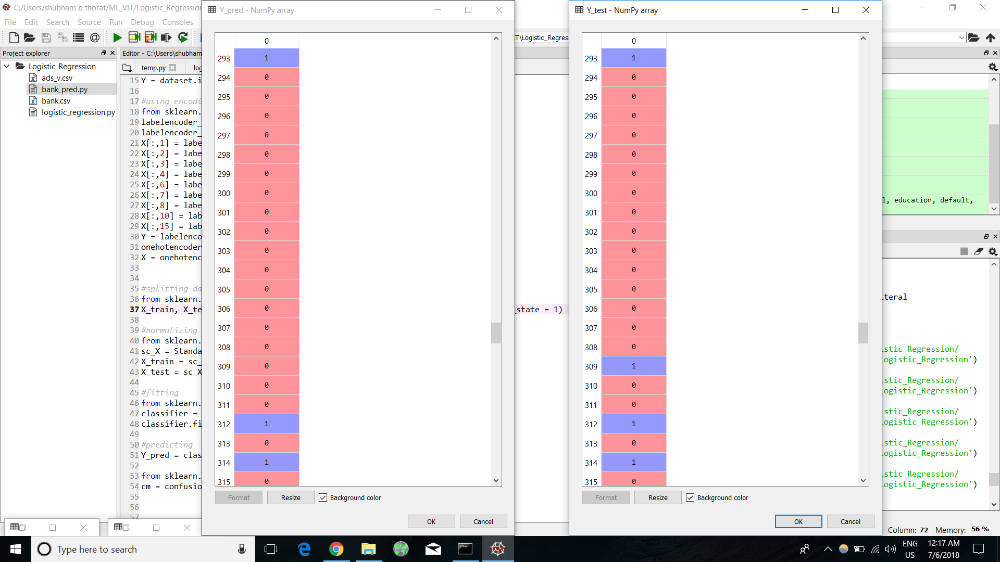 C:/Users/shubham b thorat/ML_VIT/Logistic_Regression
File Edit Search Source Run Debug Consoles
Project explorer
Logistic_Regression
ads_v.csv
bank_pred.py
bank.csv
logistic_regression.py
Editor - C:\Users\shubham
temp.py log
15 Y = dataset.i
16
17 #using encodi
18 from sklearn.
19 labelencoder_
20 labelencoder_
21 X[:,1] = labe
22 X[:,2] = labe
23 X[:,3] = labe
24 X[:,4] = labe
25 X[:,6] = labe
26 X[:,7] = labe
27 X[:,8] = labe
28 X[:,10] = lab
29 X[:,15] = lab
30 Y = labelenco
31 onehotencoder
32 X = onehotenc
33
34
35 #splitting da
36 from sklearn.
37 X_train, X_te
38
39 #normalizing
40 from sklearn.
41 sc_X = Standa
42 X_train = sc_
43 X_test = sc_X
44
45 #fitting
46 from sklearn.
47 classifier =
48 classifier.fi
49
50 #predicting
51 Y_pred = clas
52
53 from sklearn.
54 cm = confusio
55
56
57
Y_pred - NumPy array
0
293 1
294 0
295 0
296 0
297 0
298 0
299 0
300 0
301 0
302 0
303 0
304 0
305 0
306 0
307 0
308 0
309 0
310 0
311 0
312 1
313 0
314 1
315 0
Format Resize Background color
OK Cancel
T\Logistic_Regres
_state = 1)
Y_test - NumPy array
0
293 1
294 0
295 0
296 0
297 0
298 0
299 0
300 0
301 0
302 0
303 0
304 0
305 0
306 0
307 0
308 0
309 1
310 0
311 0
312 1
313 0
314 1
315 0
Format Resize Background color
OK Cancel
l, education, default,
iteral
istic_Regression/
ogistic_Regression')
istic_Regression/
ogistic_Regression')
istic_Regression/
ogistic_Regression')
istic_Regression/
ogistic_Regression')
Column: 72 Memory: 56 %
Type here to search
ENG
US
12:17 AM
7/6/2018